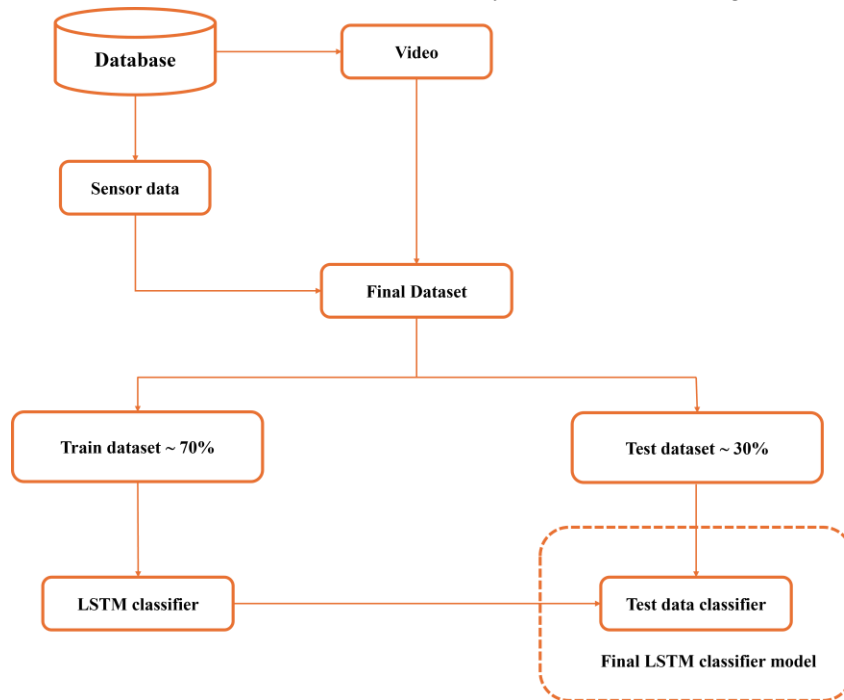 Database
Video
Sensor data
Final Dataset
Train dataset ~ 70%
Test dataset ~ 30%
LSTM classifier
Test data classifier
Final LSTM classifier model